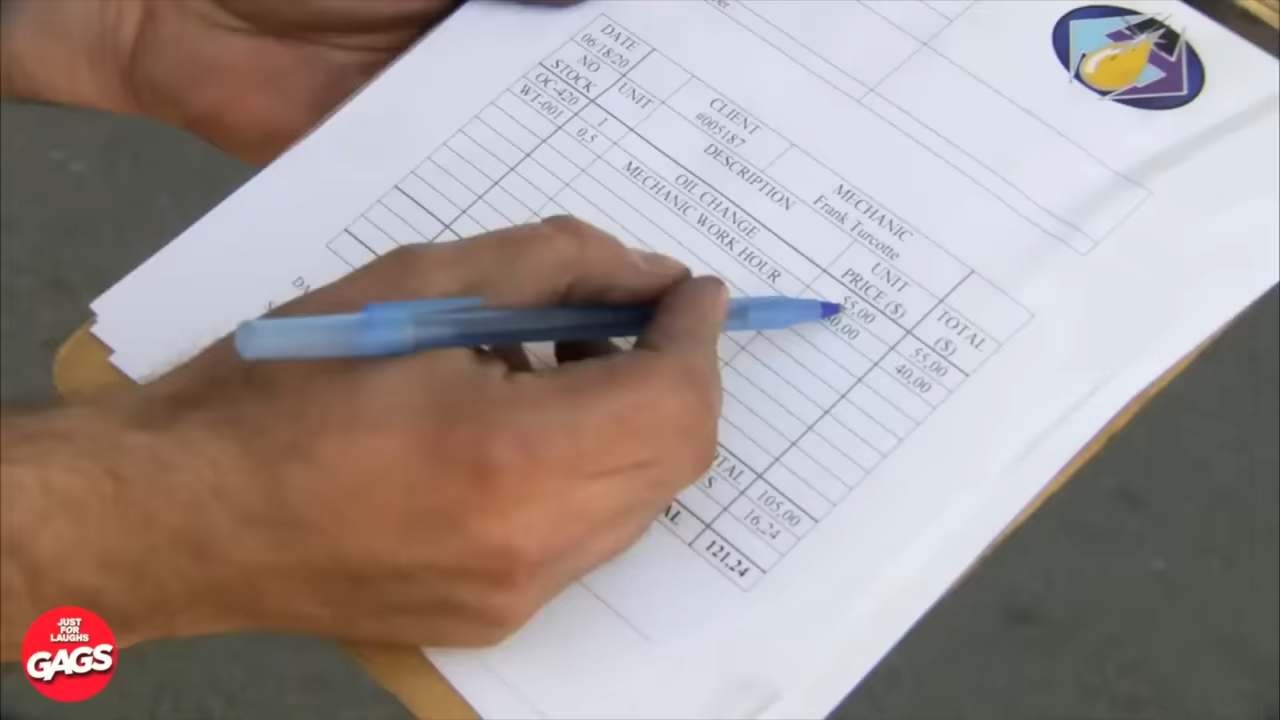 DATE
06/18/20
CLIENT
#005187
MECHANIC
Frank Turcotte
NO
STOCK
UNIT
DESCRIPTION
UNIT
PRICE ($)
TOTAL
($)
OC-420 1 OIL CHANGE 55,00 55,00
WT-001 0,5 MECHANIC WORK HOUR 40,00
105,00
16,24
121,24
JUST
FOR
LAUGHS
GAGS